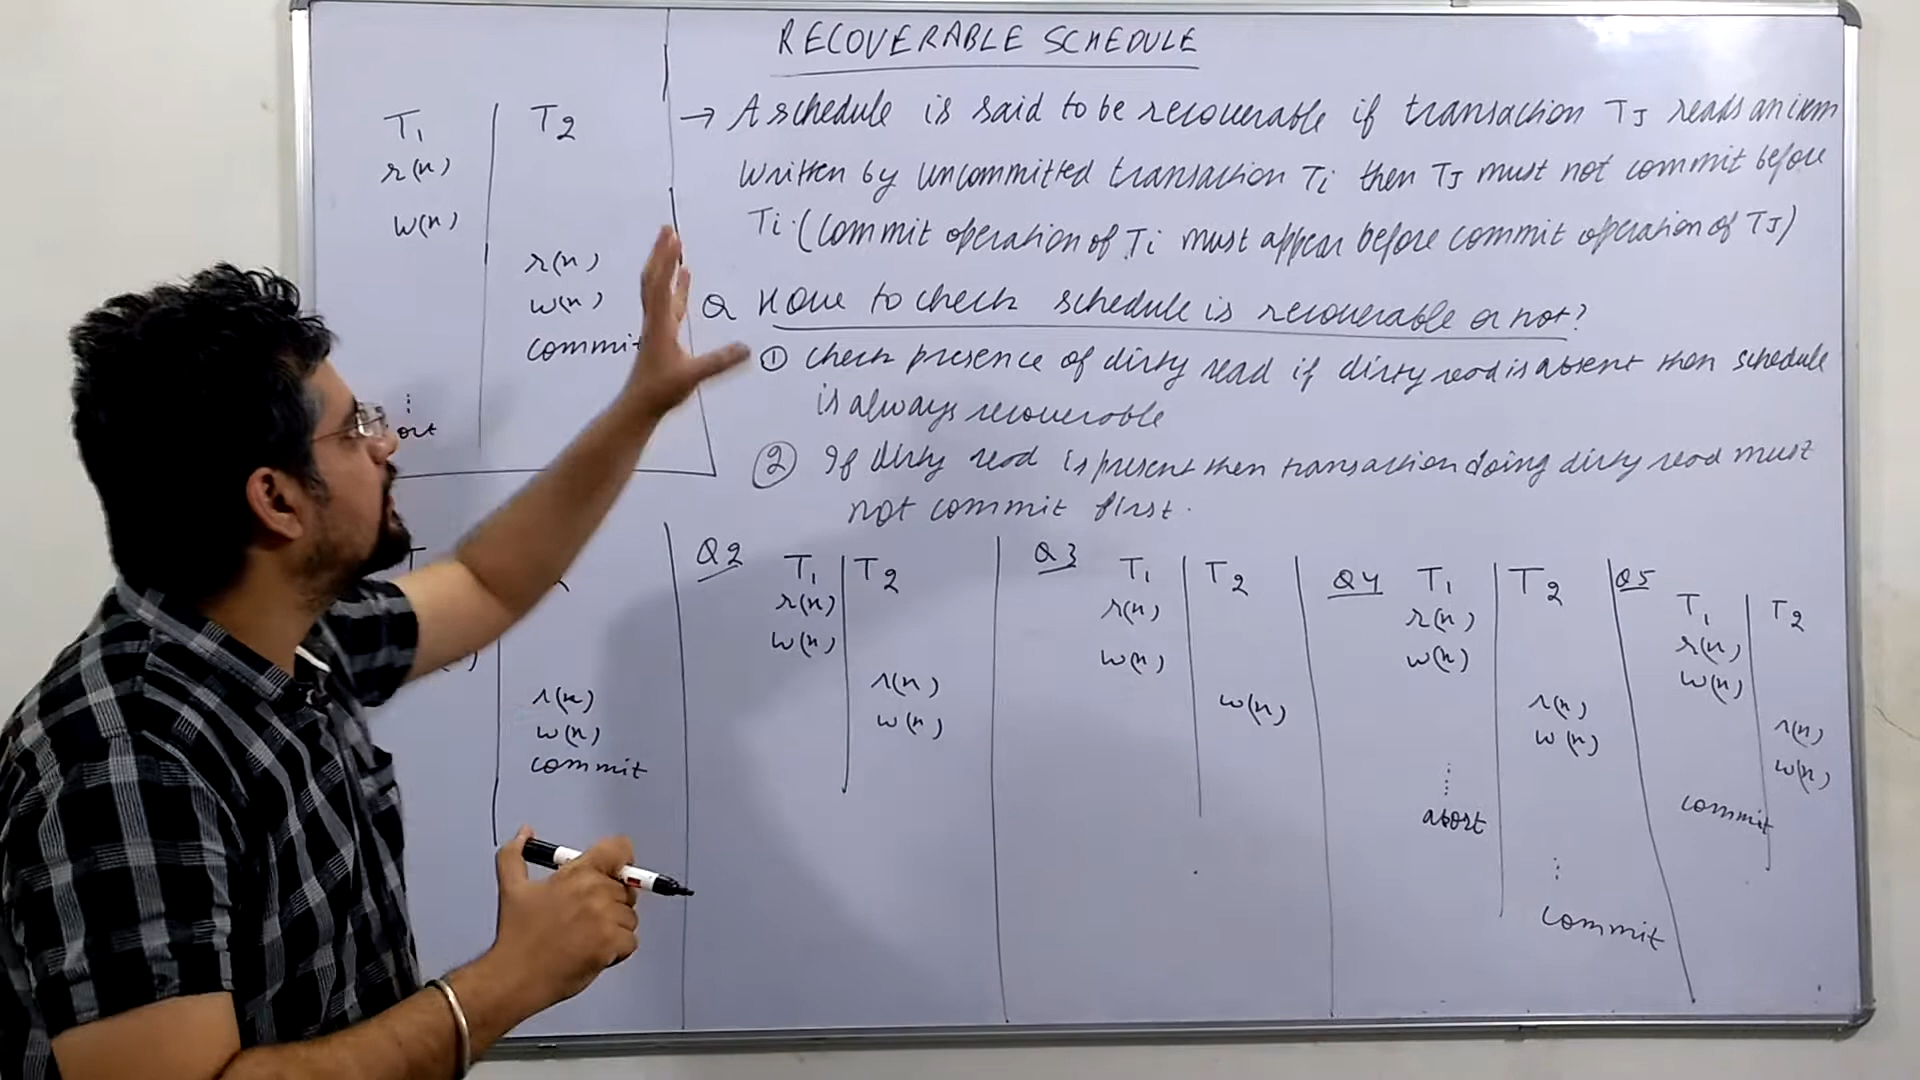 RECOVERABLE SCHEDULE
T1 T2
r(x)
w(x)
r(x)
w(x)
commit
→ A schedule is said to be recoverable if transaction TJ reads an item
written by uncommitted transaction Ti then TJ must not commit before
Ti. (Commit operation of Ti must appear before commit operation of TJ)
Q How to check schedule is recoverable or not?
① Check presence of dirty read if dirty read is absent then schedule
is always recoverable
② If dirty read is present then transaction doing dirty read must
not commit first.
r(x)
w(x)
commit
Q2 T1 T2
r(x)
w(x)
r(x)
w(x)
Q3 T1 T2
r(x)
w(x)
w(x)
Q4 T1 T2
r(x)
w(x)
r(x)
w(x)
abort
commit
Q5 T1 T2
r(x)
w(x)
r(x)
w(x)
commit